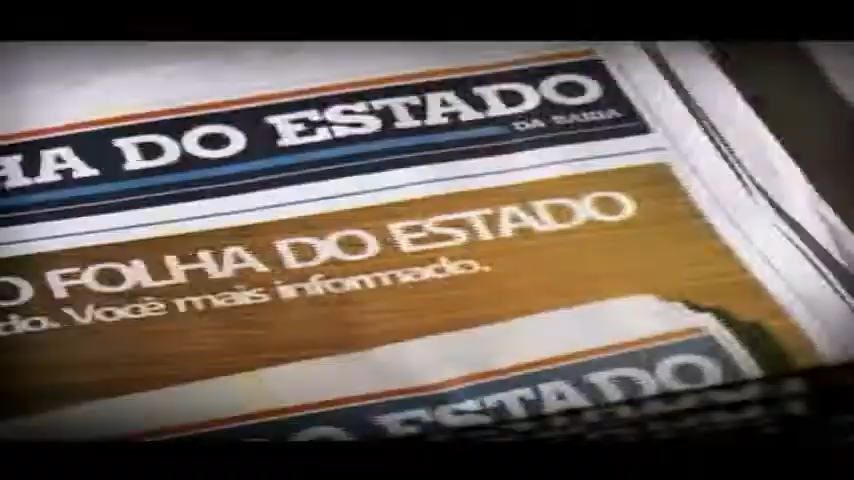 HA DO ESTADO
DA BAHIA
O FOLHA DO ESTADO
do. Você mais informado.
ESTADO